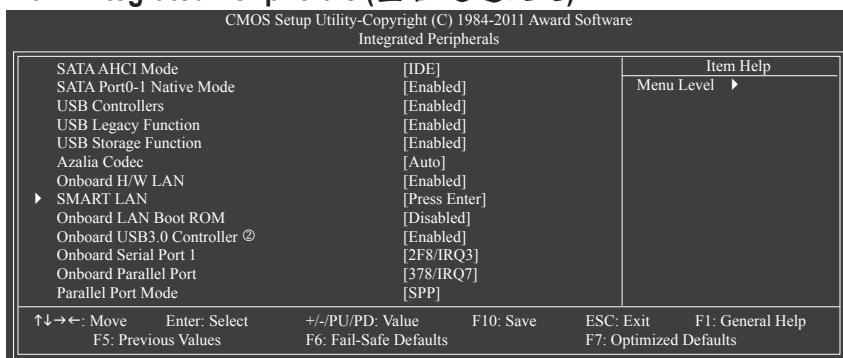 CMOS Setup Utility-Copyright (C) 1984-2011 Award Software
Integrated Peripherals
SATA AHCI Mode [IDE]
SATA Port0-1 Native Mode [Enabled]
USB Controllers [Enabled]
USB Legacy Function [Enabled]
USB Storage Function [Enabled]
Azalia Codec [Auto]
Onboard H/W LAN [Enabled]
SMART LAN [Press Enter]
Onboard LAN Boot ROM [Disabled]
Onboard USB3.0 Controller ② [Enabled]
Onboard Serial Port 1 [2F8/IRQ3]
Onboard Parallel Port [378/IRQ7]
Parallel Port Mode [SPP]
Item Help
Menu Level ▶
↑↓→←: Move Enter: Select +/-/PU/PD: Value F10: Save ESC: Exit F1: General Help
F5: Previous Values F6: Fail-Safe Defaults F7: Optimized Defaults